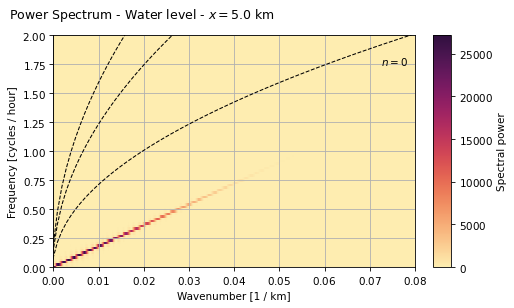 Power Spectrum - Water level - x = 5.0 km
2.00
1.75
1.50
1.25
1.00
0.75
0.50
0.25
0.00
Frequency [cycles / hour]
n = 0
0.00 0.01 0.02 0.03 0.04 0.05 0.06 0.07 0.08
Wavenumber [1 / km]
25000
20000
15000
10000
5000
0
Spectral power